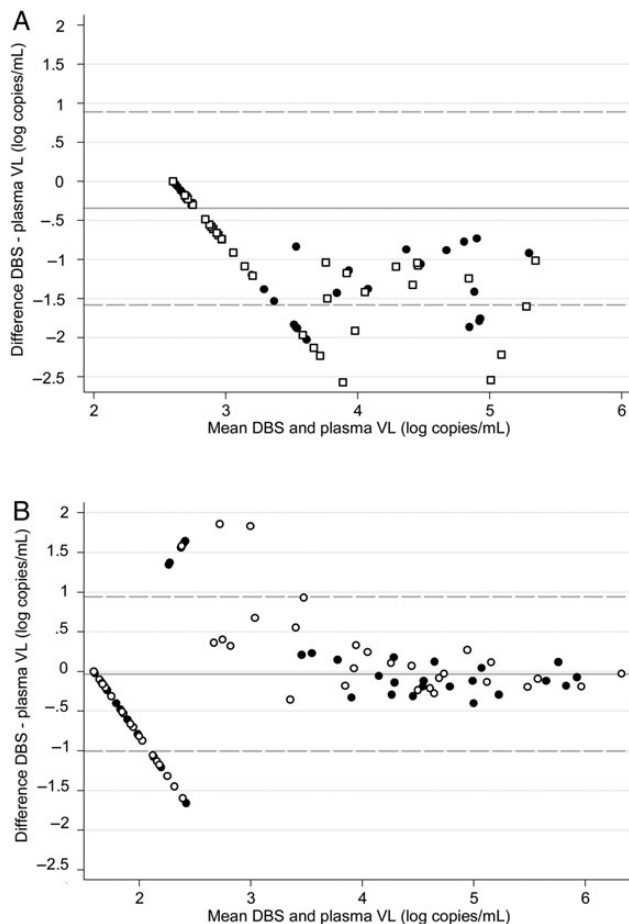 A
2
1.5
1
.5
0
–.5
–1
–1.5
–2
–2.5
Difference DBS - plasma VL (log copies/mL)
2 3 4 5 6
Mean DBS and plasma VL (log copies/mL)
B
2
1.5
1
.5
0
–.5
–1
–1.5
–2
–2.5
Difference DBS - plasma VL (log copies/mL)
2 3 4 5 6
Mean DBS and plasma VL (log copies/mL)